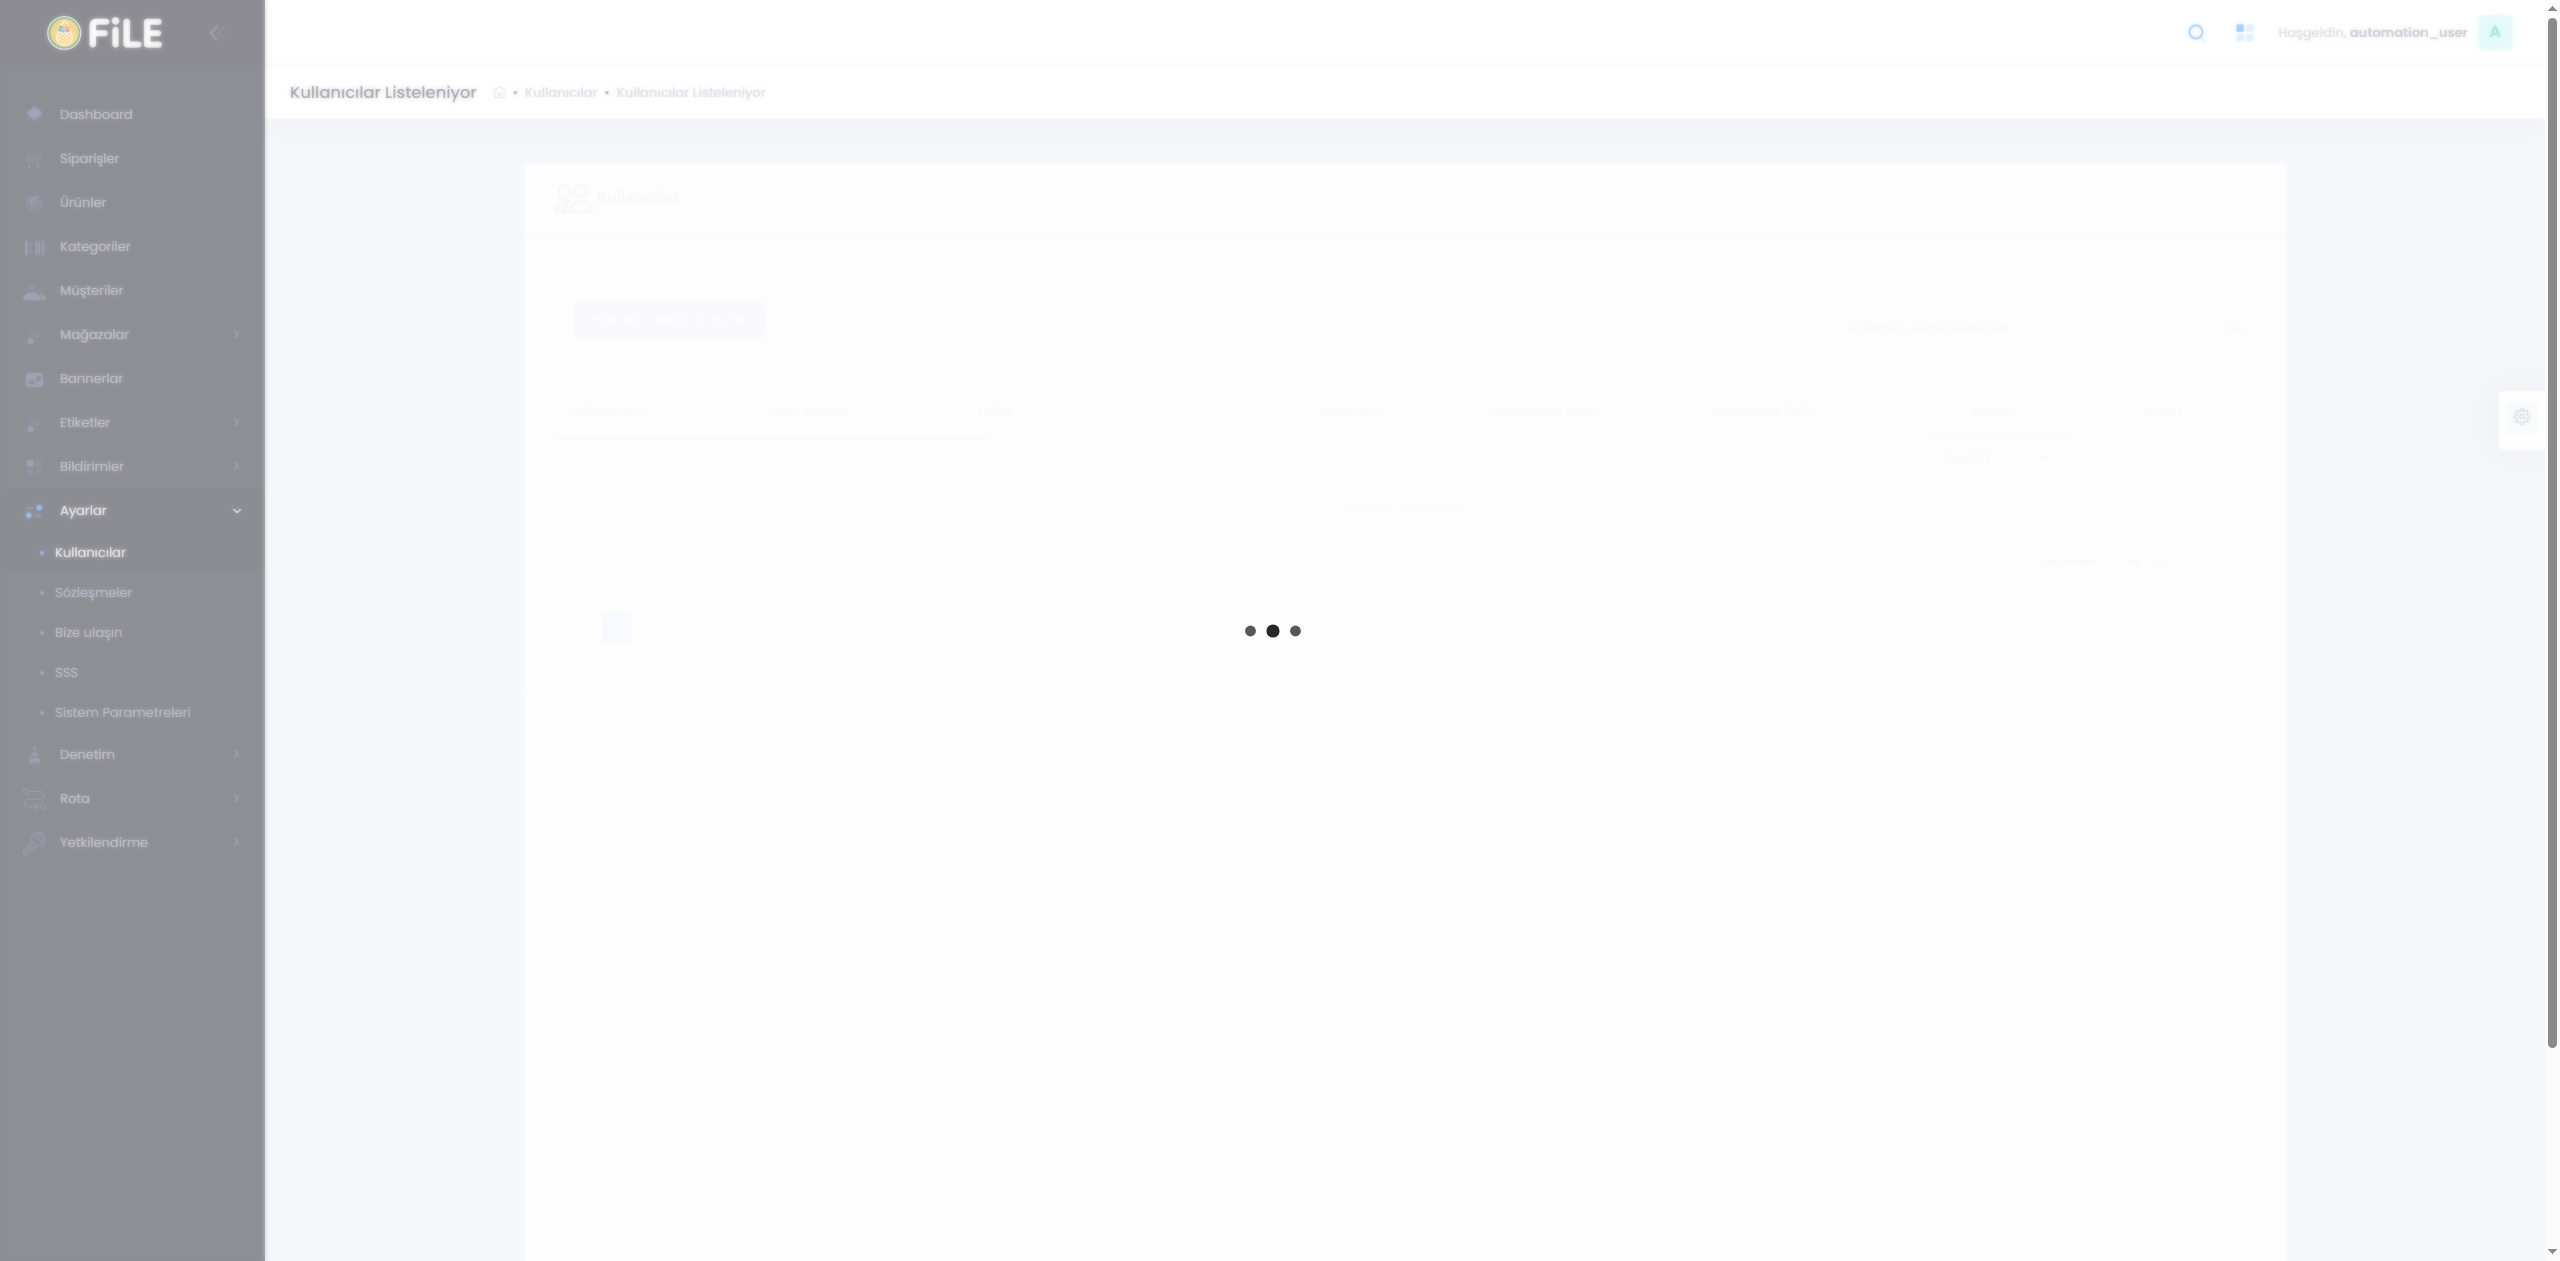 FiLE
Hoşgeldin, automation_user A
Kullanıcılar Listeleniyor • Kullanıcılar • Kullanıcılar Listeleniyor
Dashboard
Siparişler
Ürünler
Kategoriler
Müşteriler
Mağazalar
Bannerlar
Etiketler
Bildirimler
Ayarlar
Kullanıcılar
Sözleşmeler
Bize ulaşın
SSS
Sistem Parametreleri
Denetim
Rota
Yetkilendirme
Kullanıcılar